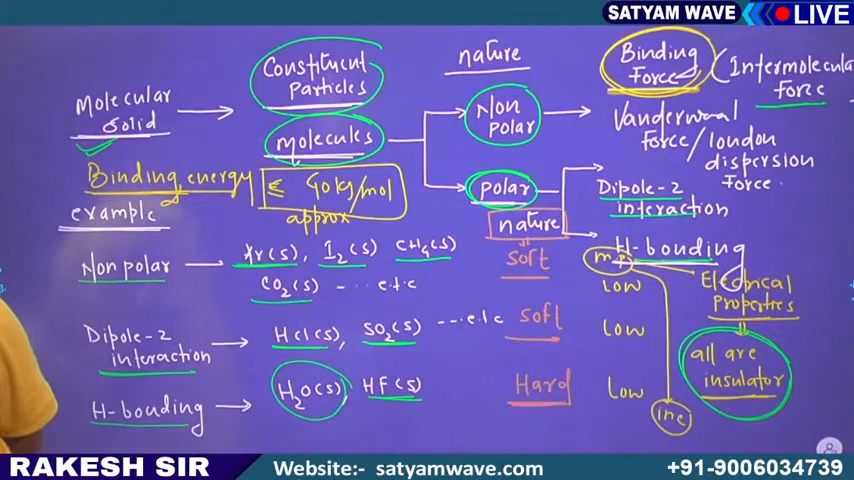 SATYAM WAVE LIVE
nature
Constituent
particles
Binding
Force
(Intermolecular
Force
Molecular
solid
Non
polar
Vanderwaal
Force/london
dispersion
Force.
molecules
Binding energy
≤ 40 kJ/mol
approx
polar
Dipole-2
interaction
example
nature
H-bonding
Non polar
Ar(s), I2(s) CH4(s)
CO2(s) --- etc
soft
m.p
low
Electrical
properties
Dipole-2
interaction
HCl(s), SO2(s) ---etc
soft
low
all are
insulator
H-bonding
H2O(s) HF(s)
Hard
low
inc
RAKESH SIR
Website:- satyamwave.com
+91-9006034739